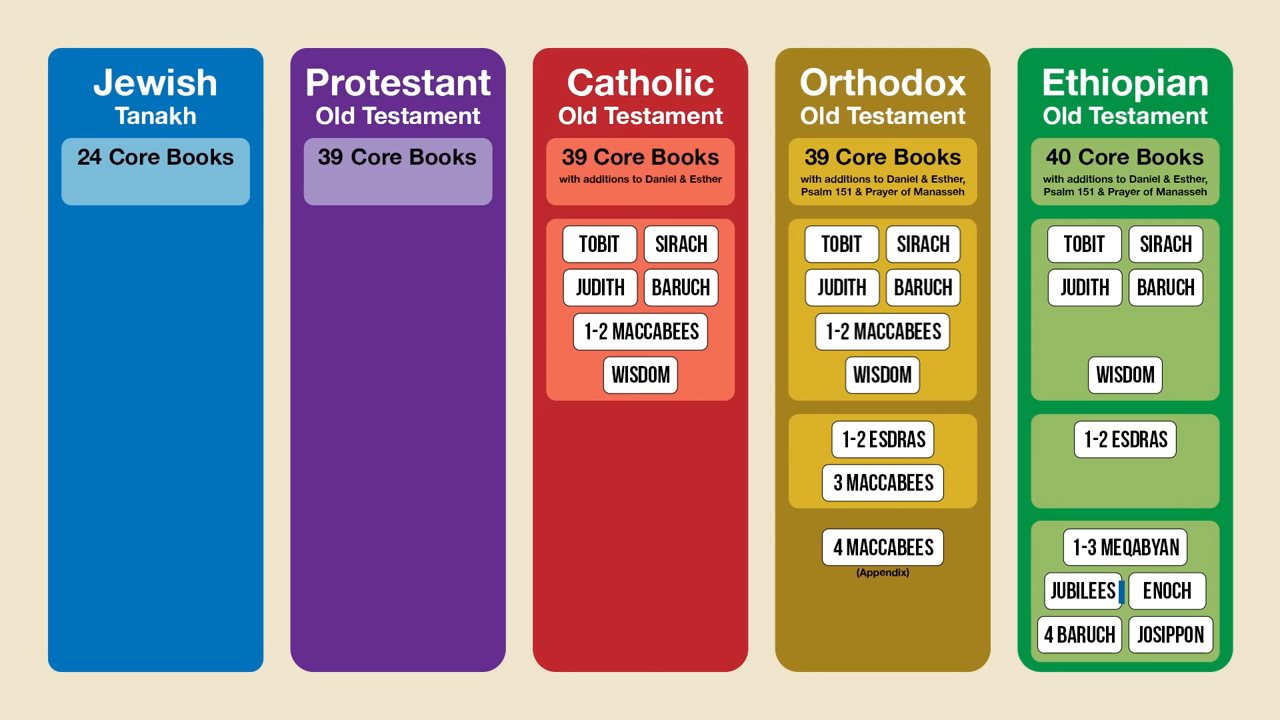 Jewish
Tanakh
24 Core Books
Protestant
Old Testament
39 Core Books
Catholic
Old Testament
39 Core Books
with additions to Daniel & Esther
TOBIT
SIRACH
JUDITH
BARUCH
1-2 MACCABEES
WISDOM
Orthodox
Old Testament
39 Core Books
with additions to Daniel & Esther,
Psalm 151 & Prayer of Manasseh
TOBIT
SIRACH
JUDITH
BARUCH
1-2 MACCABEES
WISDOM
1-2 ESDRAS
3 MACCABEES
4 MACCABEES
(Appendix)
Ethiopian
Old Testament
40 Core Books
with additions to Daniel & Esther,
Psalm 151 & Prayer of Manasseh
TOBIT
SIRACH
JUDITH
BARUCH
WISDOM
1-2 ESDRAS
1-3 MEQABYAN
JUBILEES
ENOCH
4 BARUCH
JOSIPPON